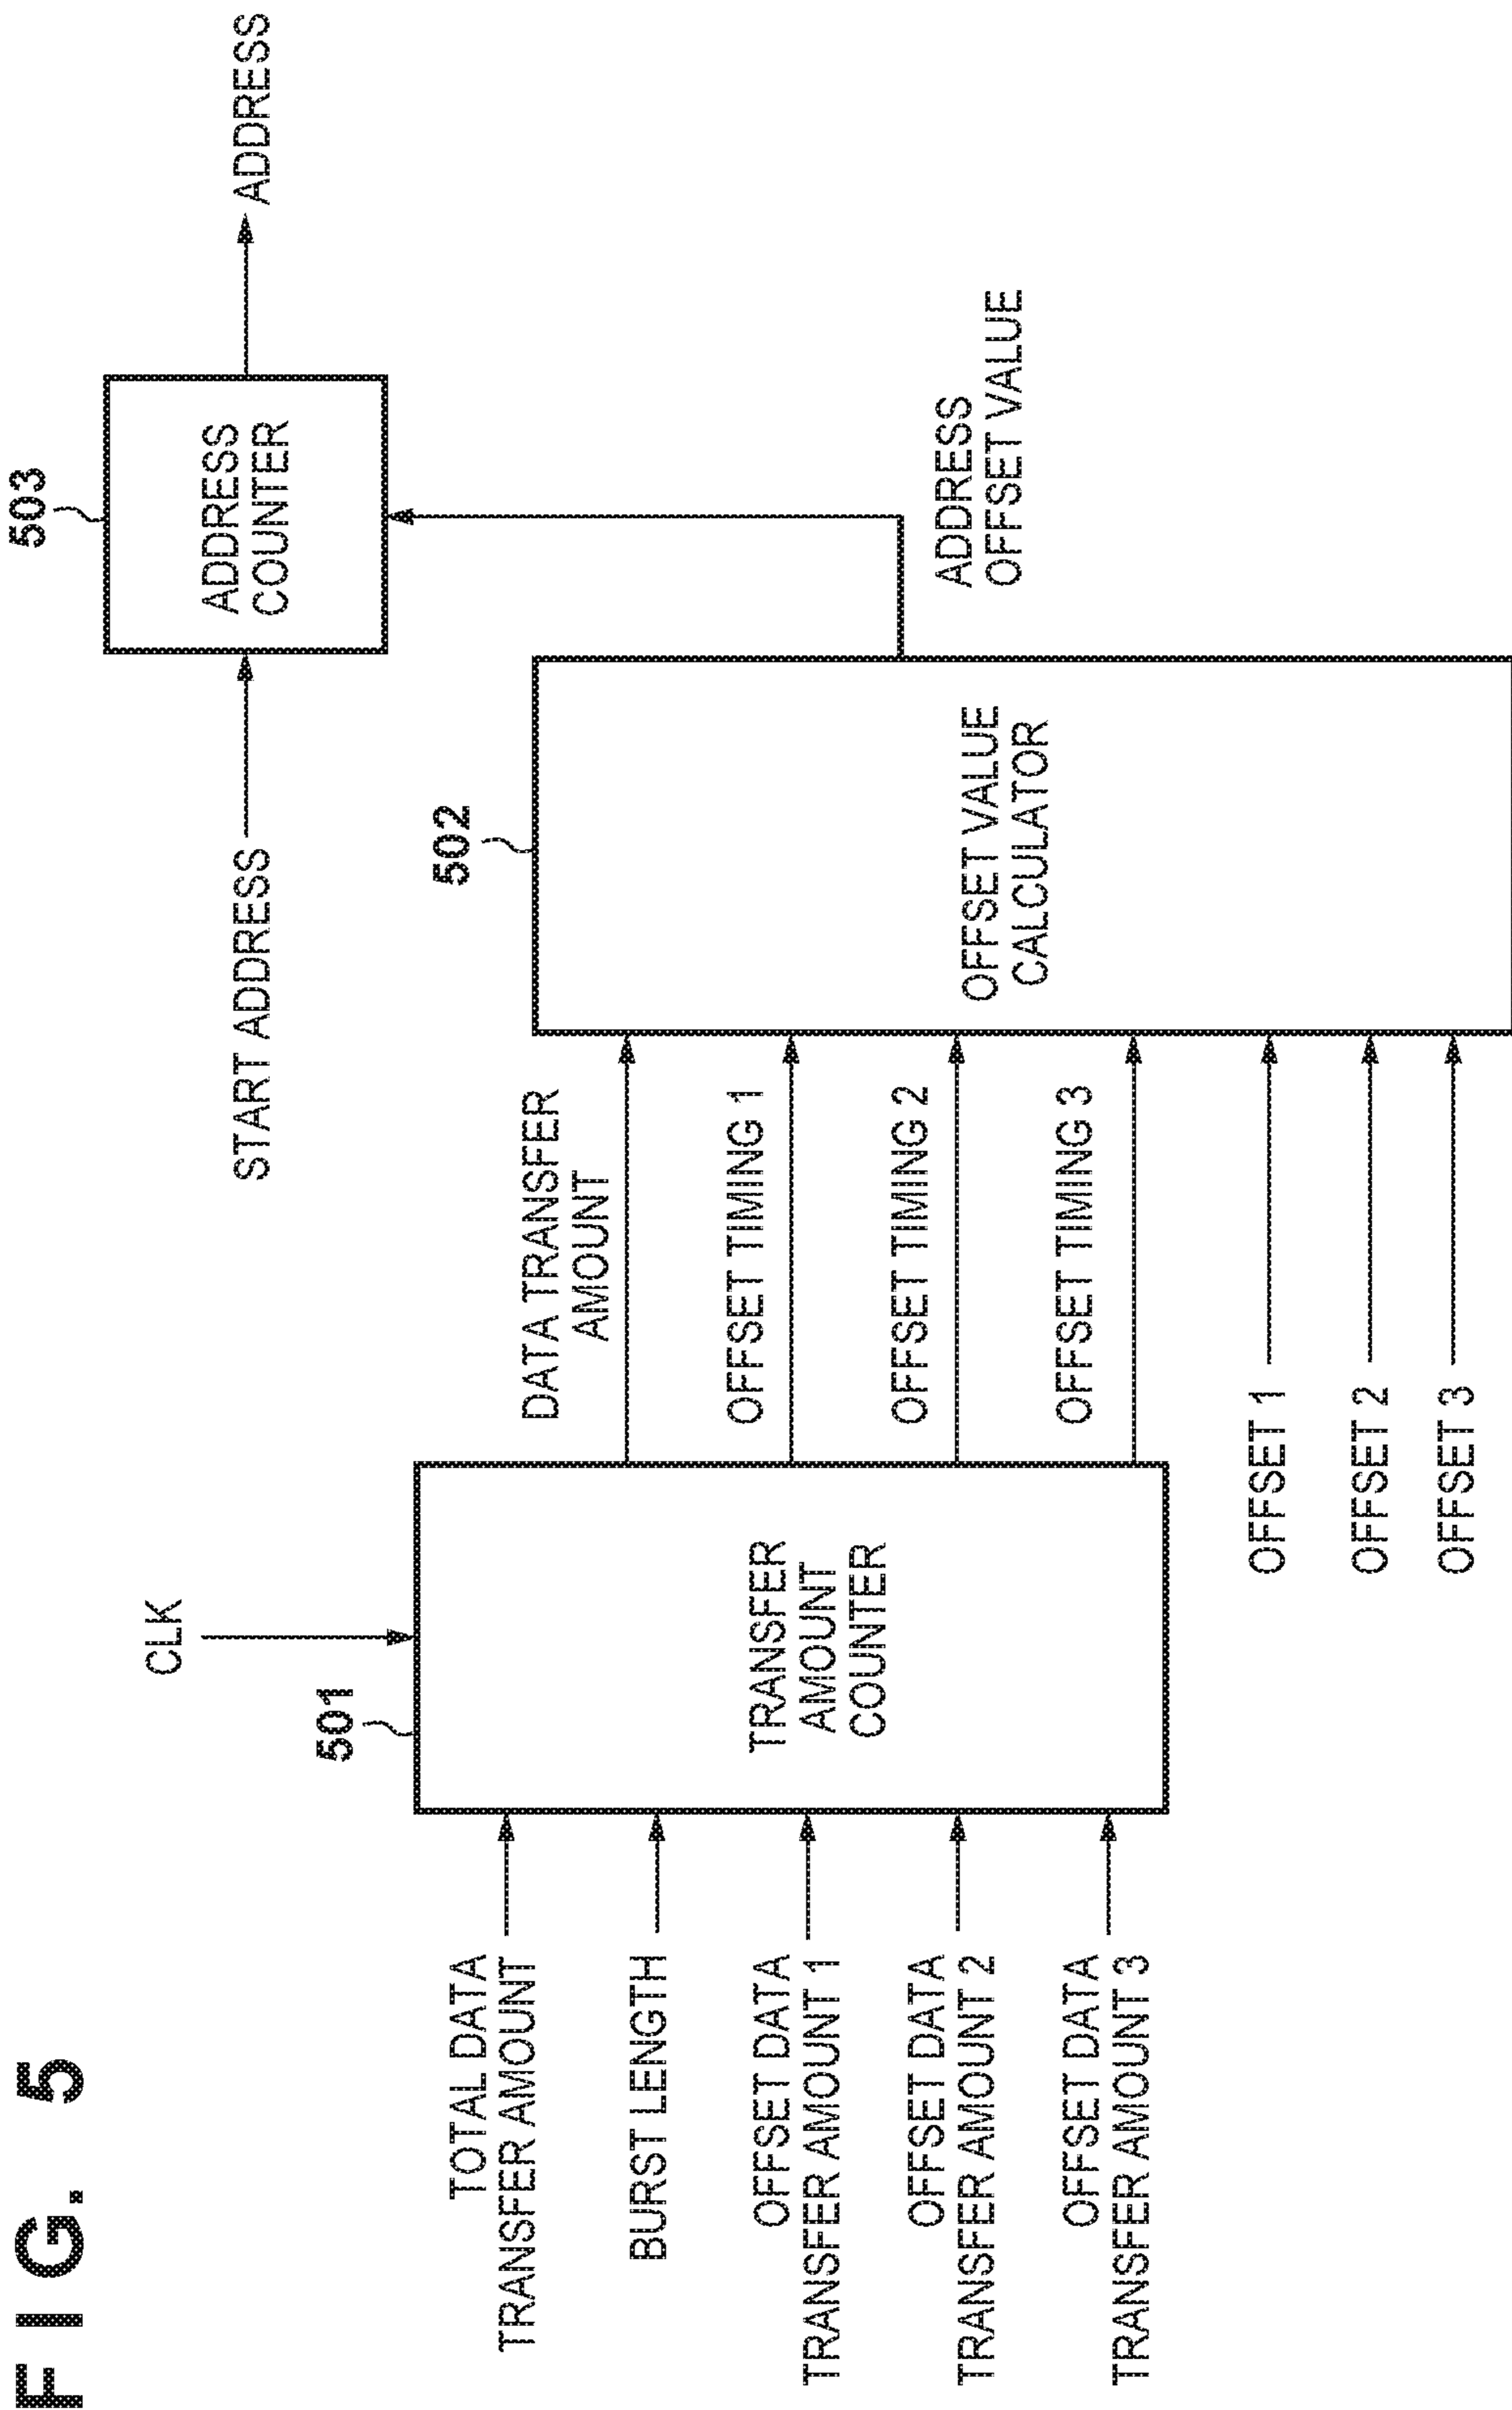 FIG. 5
503
ADDRESS
COUNTER
START ADDRESS
ADDRESS
CLK
501
502
TOTAL DATA
TRANSFER AMOUNT
BURST LENGTH
OFFSET DATA
TRANSFER AMOUNT 1
OFFSET DATA
TRANSFER AMOUNT 2
OFFSET DATA
TRANSFER AMOUNT 3
TRANSFER
AMOUNT
COUNTER
DATA TRANSFER
AMOUNT
OFFSET TIMING 1
OFFSET TIMING 2
OFFSET TIMING 3
OFFSET 1
OFFSET 2
OFFSET 3
OFFSET VALUE
CALCULATOR
ADDRESS
OFFSET VALUE